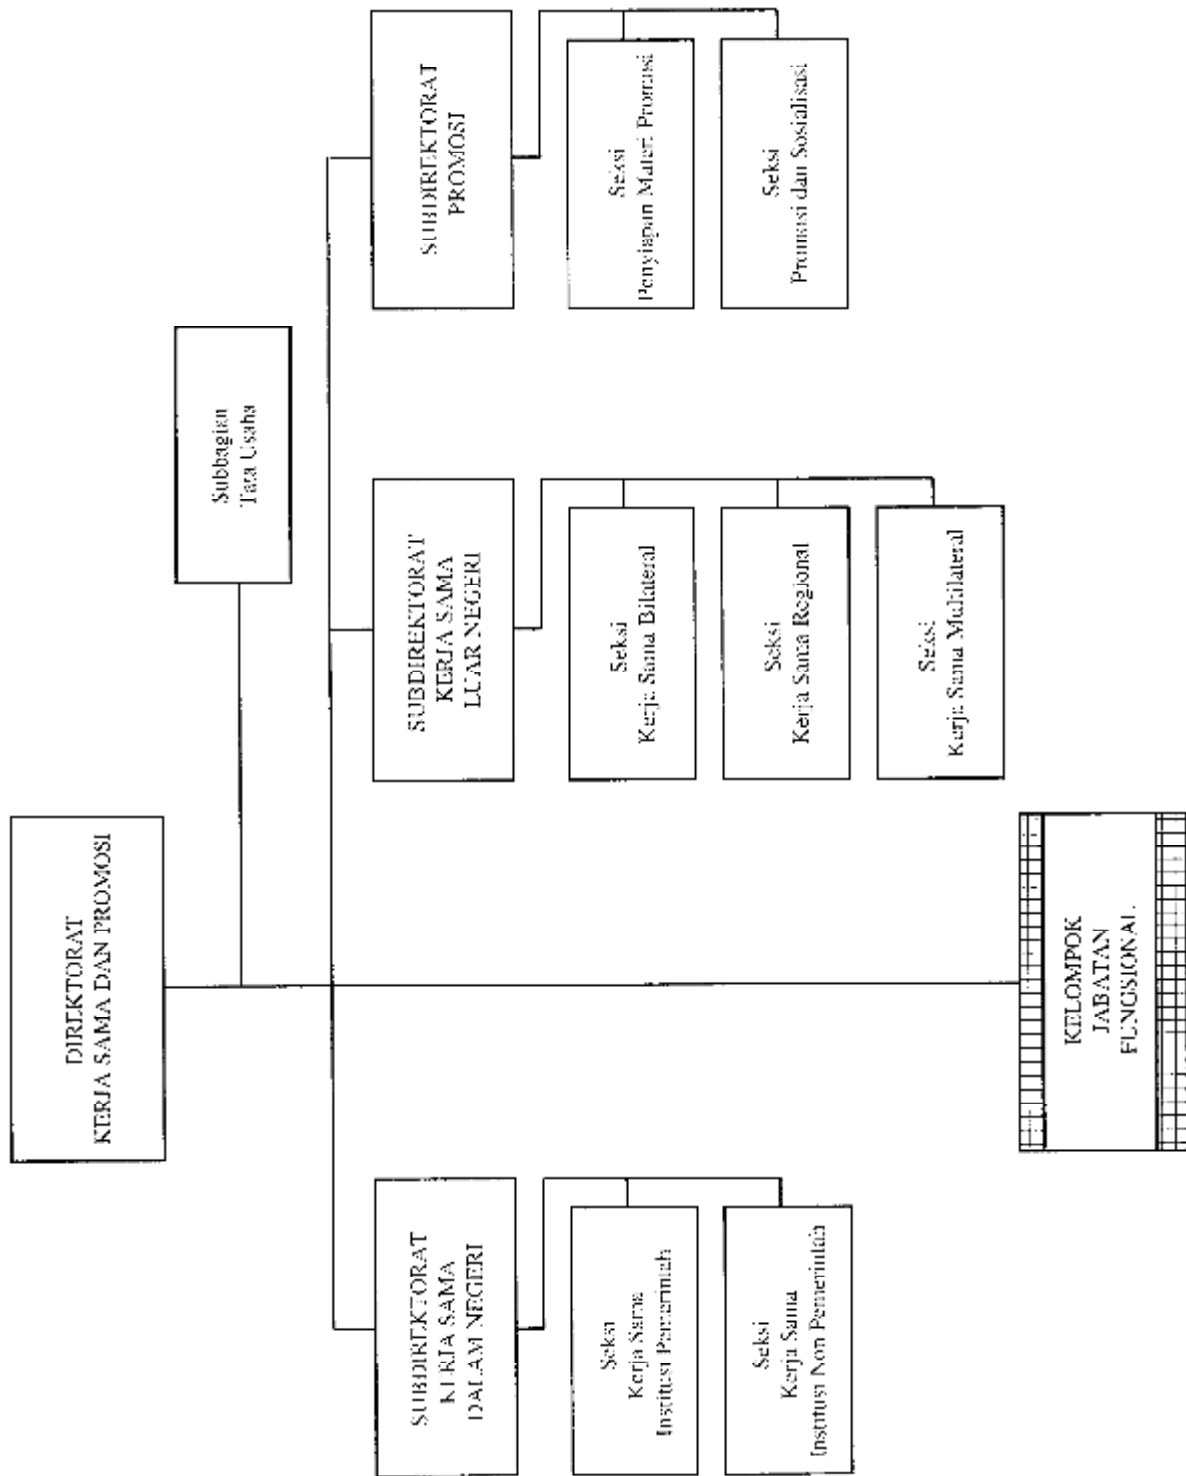 DIREKTORAT
KERJA SAMA DAN PROMOSI
Subbagian
Tata Usaha
SUBDIREKTORAT
KERJA SAMA
DALAM NEGERI
Seksi
Kerja Sama
Institusi Pemerintah
Seksi
Kerja Sama
Institusi Non Pemerintah
SUBDIREKTORAT
KERJA SAMA
LUAR NEGERI
Seksi
Kerja Sama Bilateral
Seksi
Kerja Sama Regional
Seksi
Kerja Sama Multilateral
SUBDIREKTORAT
PROMOSI
Seksi
Penyiapan Materi Promosi
Seksi
Promosi dan Sosialisasi
KELOMPOK
JABATAN
FUNGSIONAL